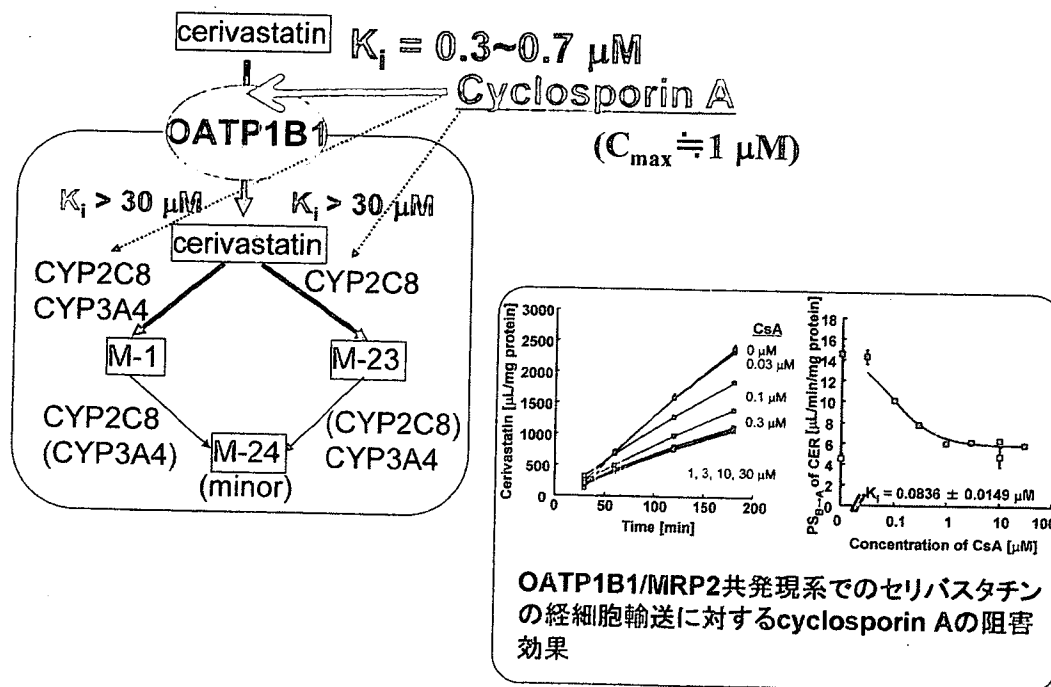 cerivastatin
Ki = 0.3~0.7 μM
Cyclosporin A
(Cmax≒1 μM)
OATP1B1
Ki > 30 μM
Ki > 30 μM
cerivastatin
CYP2C8
CYP3A4
CYP2C8
M-1
M-23
CYP2C8
(CYP3A4)
(CYP2C8)
CYP3A4
M-24
(minor)
Cerivastatin [μL/mg protein]
3000
2500
2000
1500
1000
500
0
0
50
100
150
200
Time [min]
CsA
0 μM
0.03 μM
0.1 μM
0.3 μM
1, 3, 10, 30 μM
PSB→A of CER [μL/min/mg protein]
18
16
14
12
10
8
6
4
2
0
Ki = 0.0836 ± 0.0149 μM
0
0.1
1
10
100
Concentration of CsA [μM]
OATP1B1/MRP2共発現系でのセリバスタチン
の経細胞輸送に対するcyclosporin Aの阻害
効果